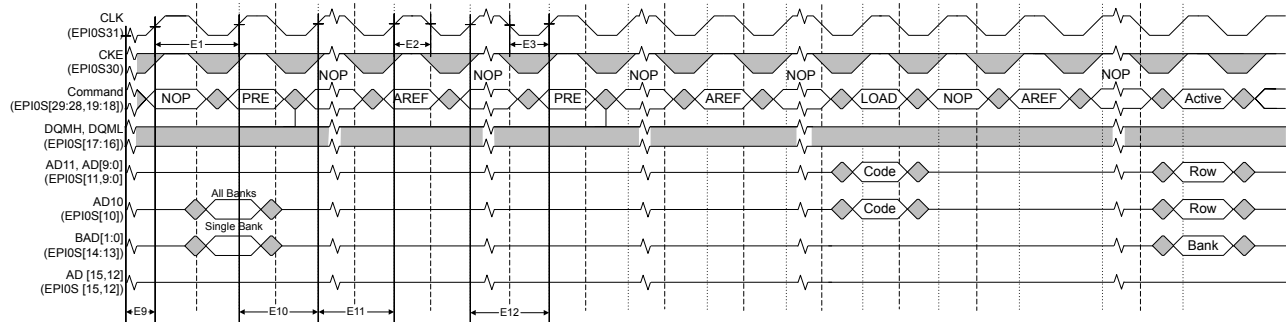 CLK
(EPI0S31)
E1 E2 E3
CKE
(EPI0S30)
NOP NOP NOP NOP NOP
Command
(EPI0S[29:28,19:18])
NOP PRE AREF PRE AREF LOAD NOP AREF Active
DQMH, DQML
(EPI0S[17:16])
AD11, AD[9:0]
(EPI0S[11,9:0])
Code Row
All Banks
AD10
(EPI0S[10])
Code Row
Single Bank
BAD[1:0]
(EPI0S[14:13])
Bank
AD [15,12]
(EPI0S [15,12])
E9 E10 E11 E12